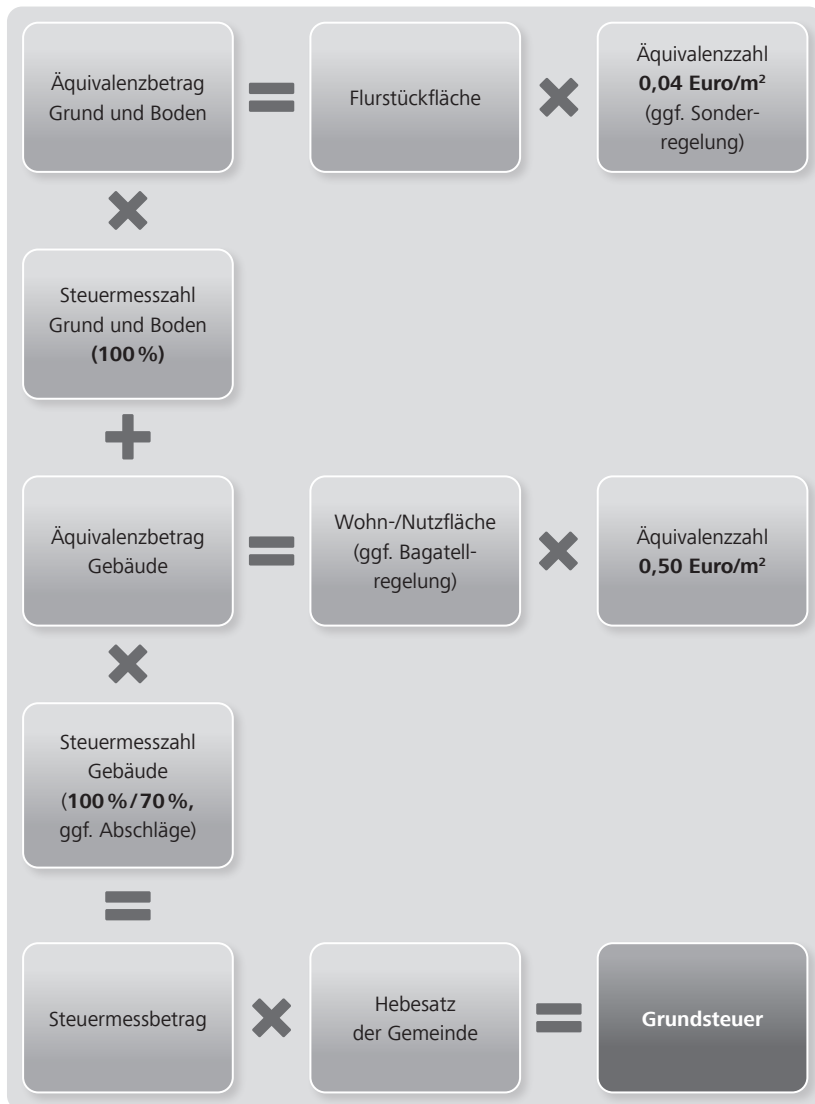 Äquivalenzbetrag
Grund und Boden
=
Flurstückfläche
×
Äquivalenzzahl
0,04 Euro/m²
(ggf. Sonder-
regelung)
×
Steuermesszahl
Grund und Boden
(100 %)
+
Äquivalenzbetrag
Gebäude
=
Wohn-/Nutzfläche
(ggf. Bagatell-
regelung)
×
Äquivalenzzahl
0,50 Euro/m²
×
Steuermesszahl
Gebäude
(100 % / 70 %,
ggf. Abschläge)
=
Steuermessbetrag
×
Hebesatz
der Gemeinde
=
Grundsteuer